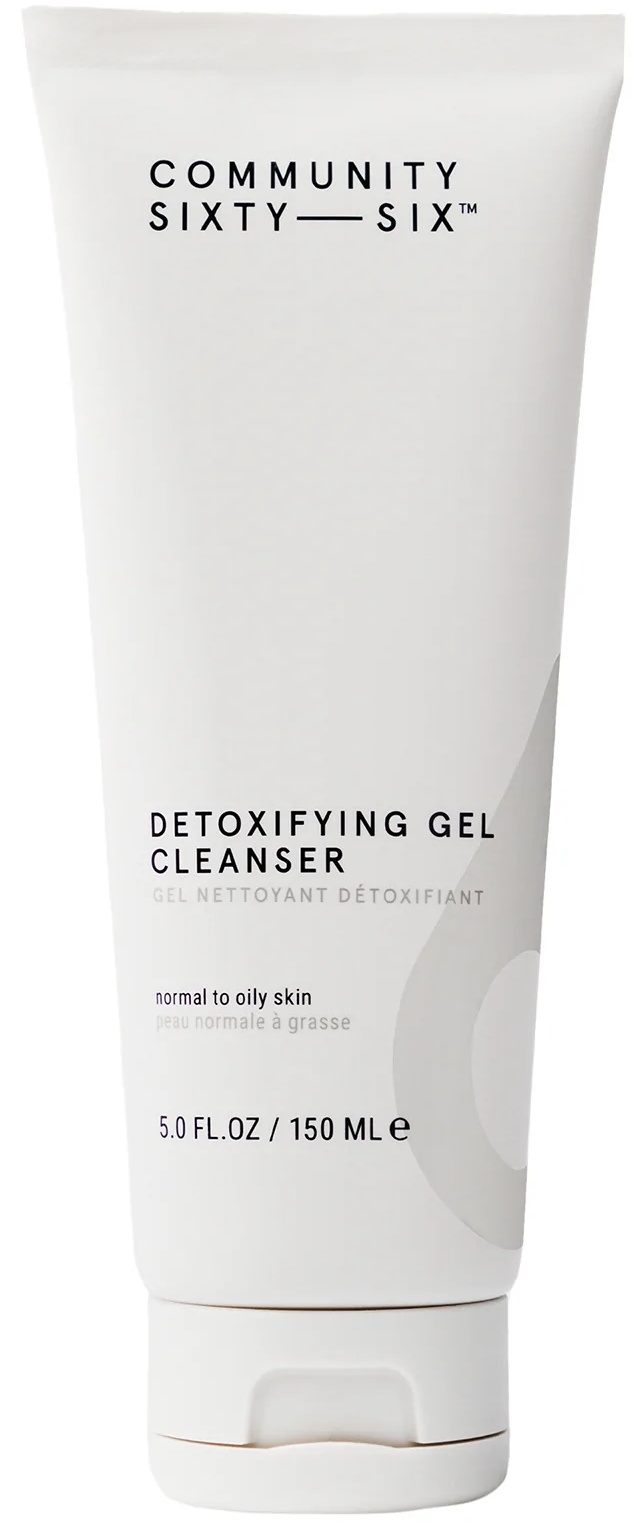 COMMUNITY
SIXTY—SIX™
DETOXIFYING GEL
CLEANSER
GEL NETTOYANT DÉTOXIFIANT
normal to oily skin
peau normale à grasse
5.0 FL.OZ / 150 ML ℮